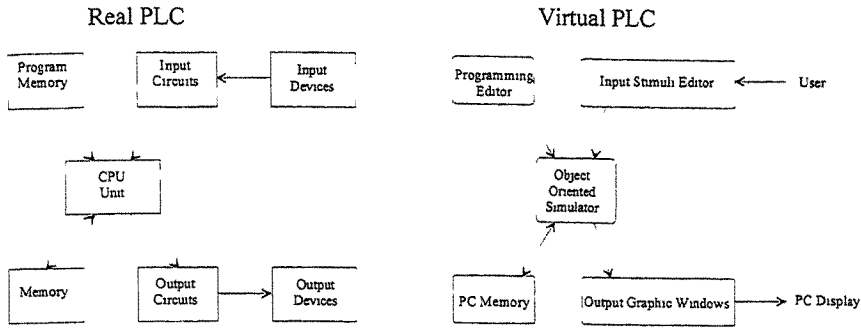 Real PLC
Virtual PLC
Program
Memory
Input
Circuits
Input
Devices
Programming
Editor
Input Stimuli Editor
User
CPU
Unit
Object
Oriented
Simulator
Memory
Output
Circuits
Output
Devices
PC Memory
Output Graphic Windows
PC Display